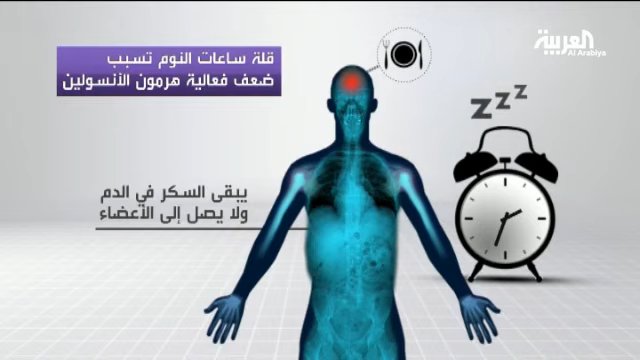 قلة ساعات النوم تسبب
ضعف فعالية هرمون الأنسولين
العربية
Al Arabiya
zzz
يبقى السكر في الدم
ولا يصل إلى الأعضاء